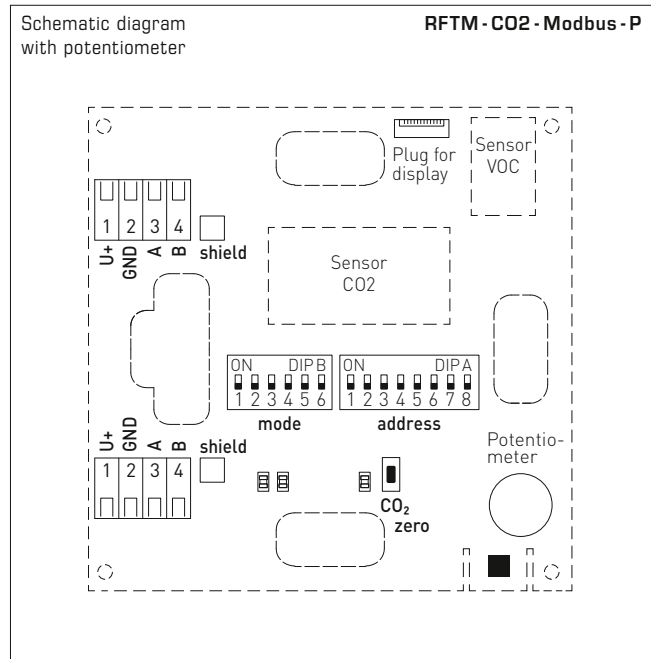 Schematic diagram
with potentiometer
RFTM - CO2 - Modbus - P
Plug for
display
Sensor
VOC
1 2 3 4
U+ GND A B shield
Sensor
CO2
ON DIP B
1 2 3 4 5 6
mode
ON DIP A
1 2 3 4 5 6 7 8
address
U+ GND A B shield
1 2 3 4
Potentio-
meter
CO₂
zero